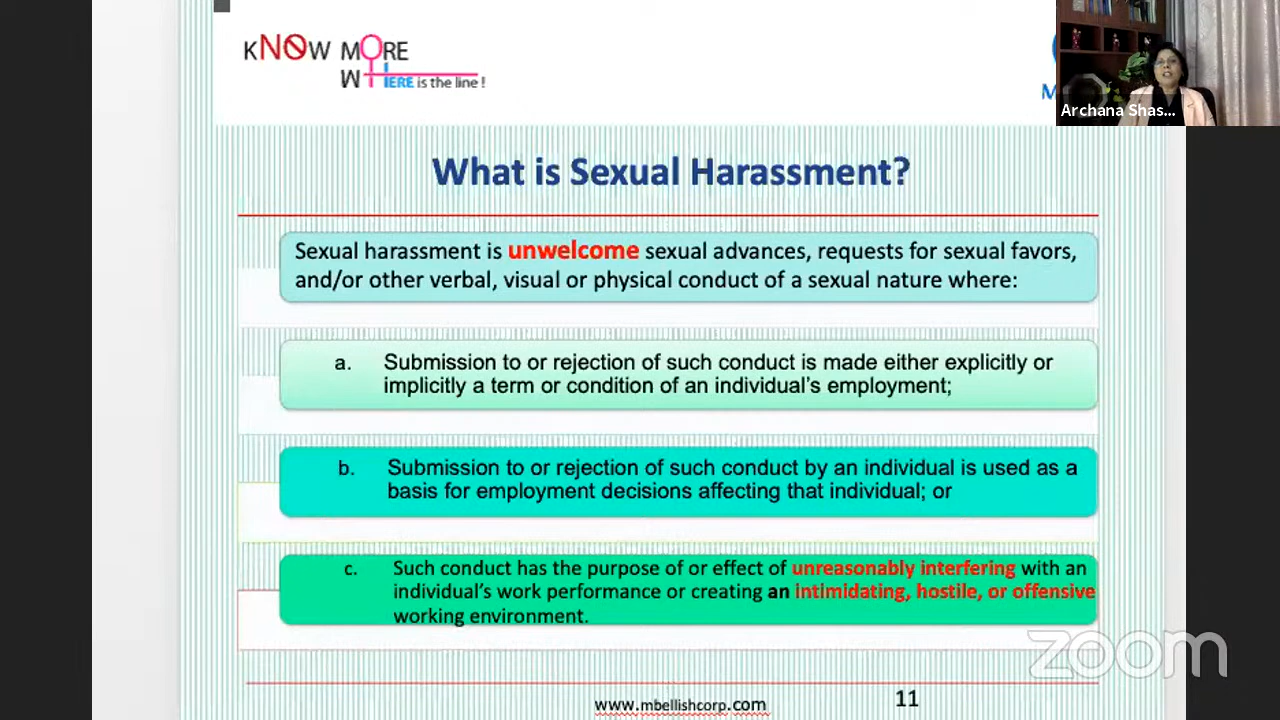 KNOW MORE
WHERE is the line!
M
Archana Shas...
What is Sexual Harassment?
Sexual harassment is unwelcome sexual advances, requests for sexual favors,
and/or other verbal, visual or physical conduct of a sexual nature where:
a. Submission to or rejection of such conduct is made either explicitly or
implicitly a term or condition of an individual's employment;
b. Submission to or rejection of such conduct by an individual is used as a
basis for employment decisions affecting that individual; or
c. Such conduct has the purpose of or effect of unreasonably interfering with an
individual's work performance or creating an intimidating, hostile, or offensive
working environment.
zoom
www.mbellishcorp.com
11